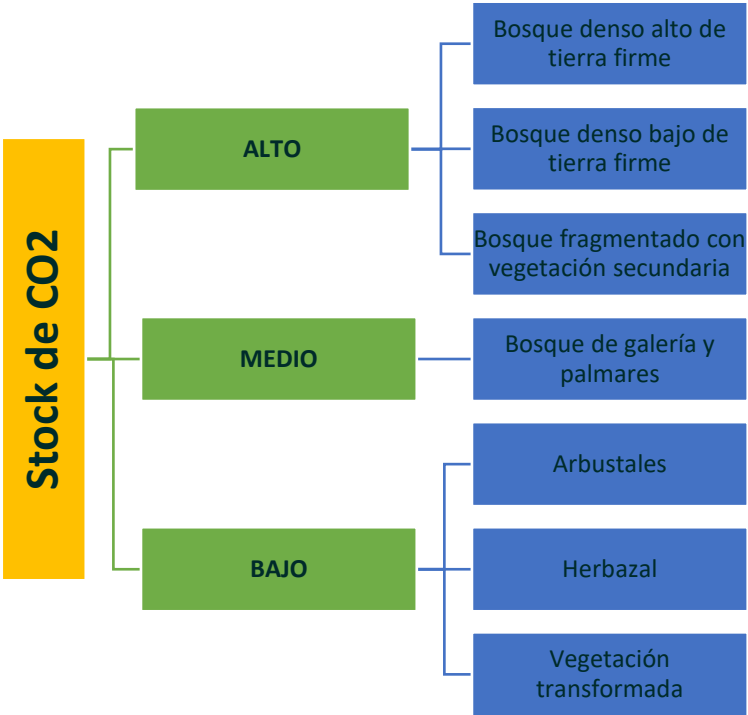 Stock de CO2
ALTO
Bosque denso alto de
tierra firme
Bosque denso bajo de
tierra firme
Bosque fragmentado con
vegetación secundaria
MEDIO
Bosque de galería y
palmares
BAJO
Arbustales
Herbazal
Vegetación
transformada